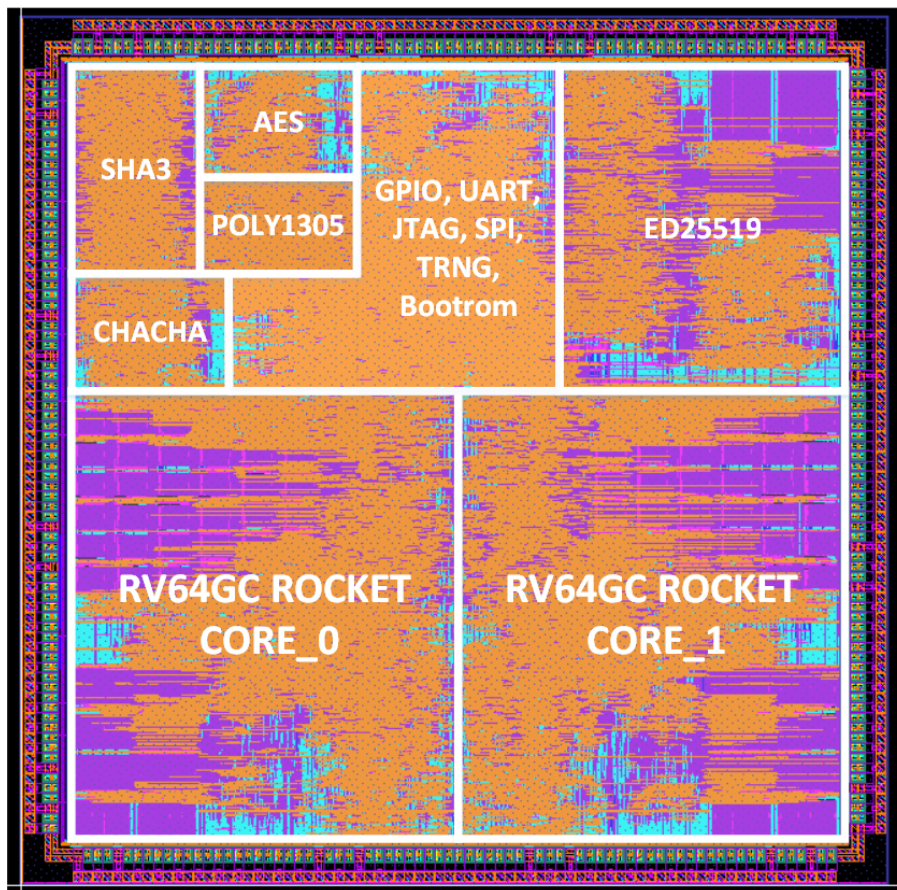 SHA3
AES
POLY1305
GPIO, UART,
JTAG, SPI,
TRNG,
Bootrom
ED25519
CHACHA
RV64GC ROCKET
CORE_0
RV64GC ROCKET
CORE_1